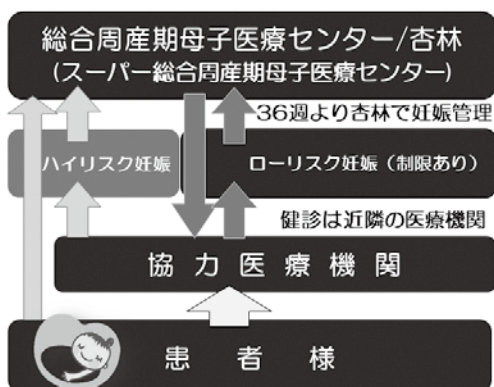 総合周産期母子医療センター/杏林
(スーパー総合周産期母子医療センター)
36週より杏林で妊娠管理
ハイリスク妊娠
ローリスク妊娠（制限あり）
健診は近隣の医療機関
協力医療機関
患者様